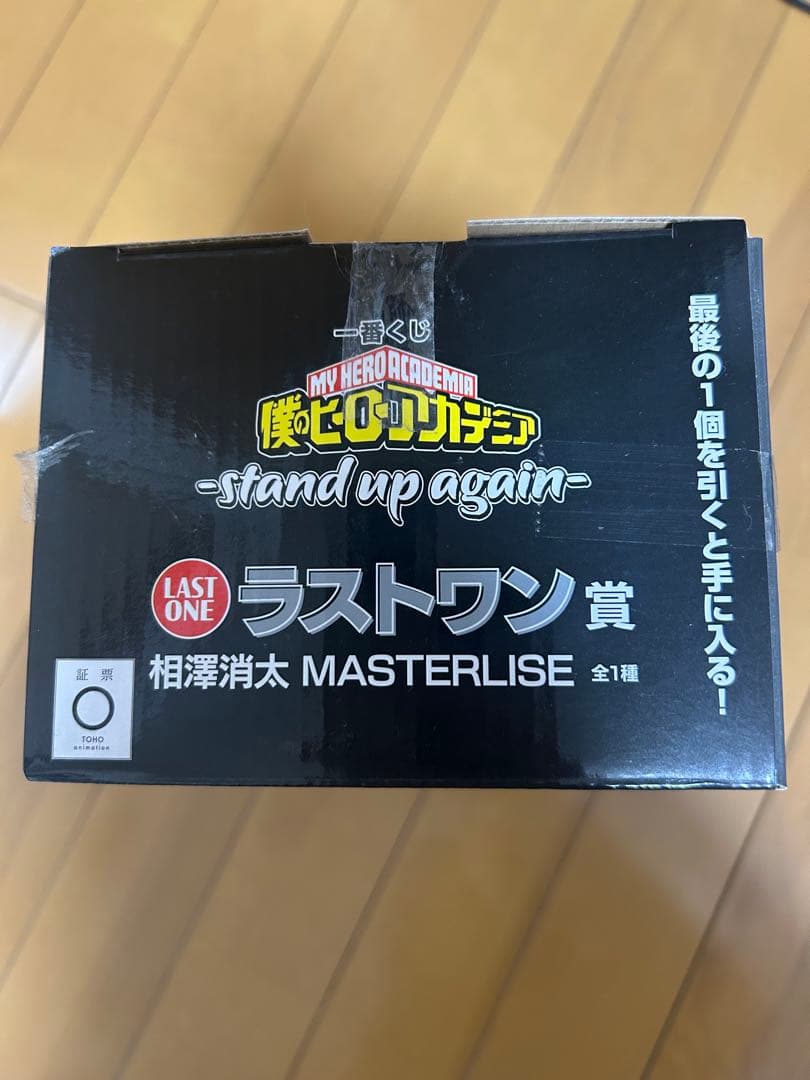 一番くじ
MY HERO ACADEMIA
僕のヒーローアカデミア
-stand up again-
LAST
ONE
ラストワン賞
相澤消太 MASTERLISE 全1種
最後の1個を引くと手に入る!
証票
TOHO
animation